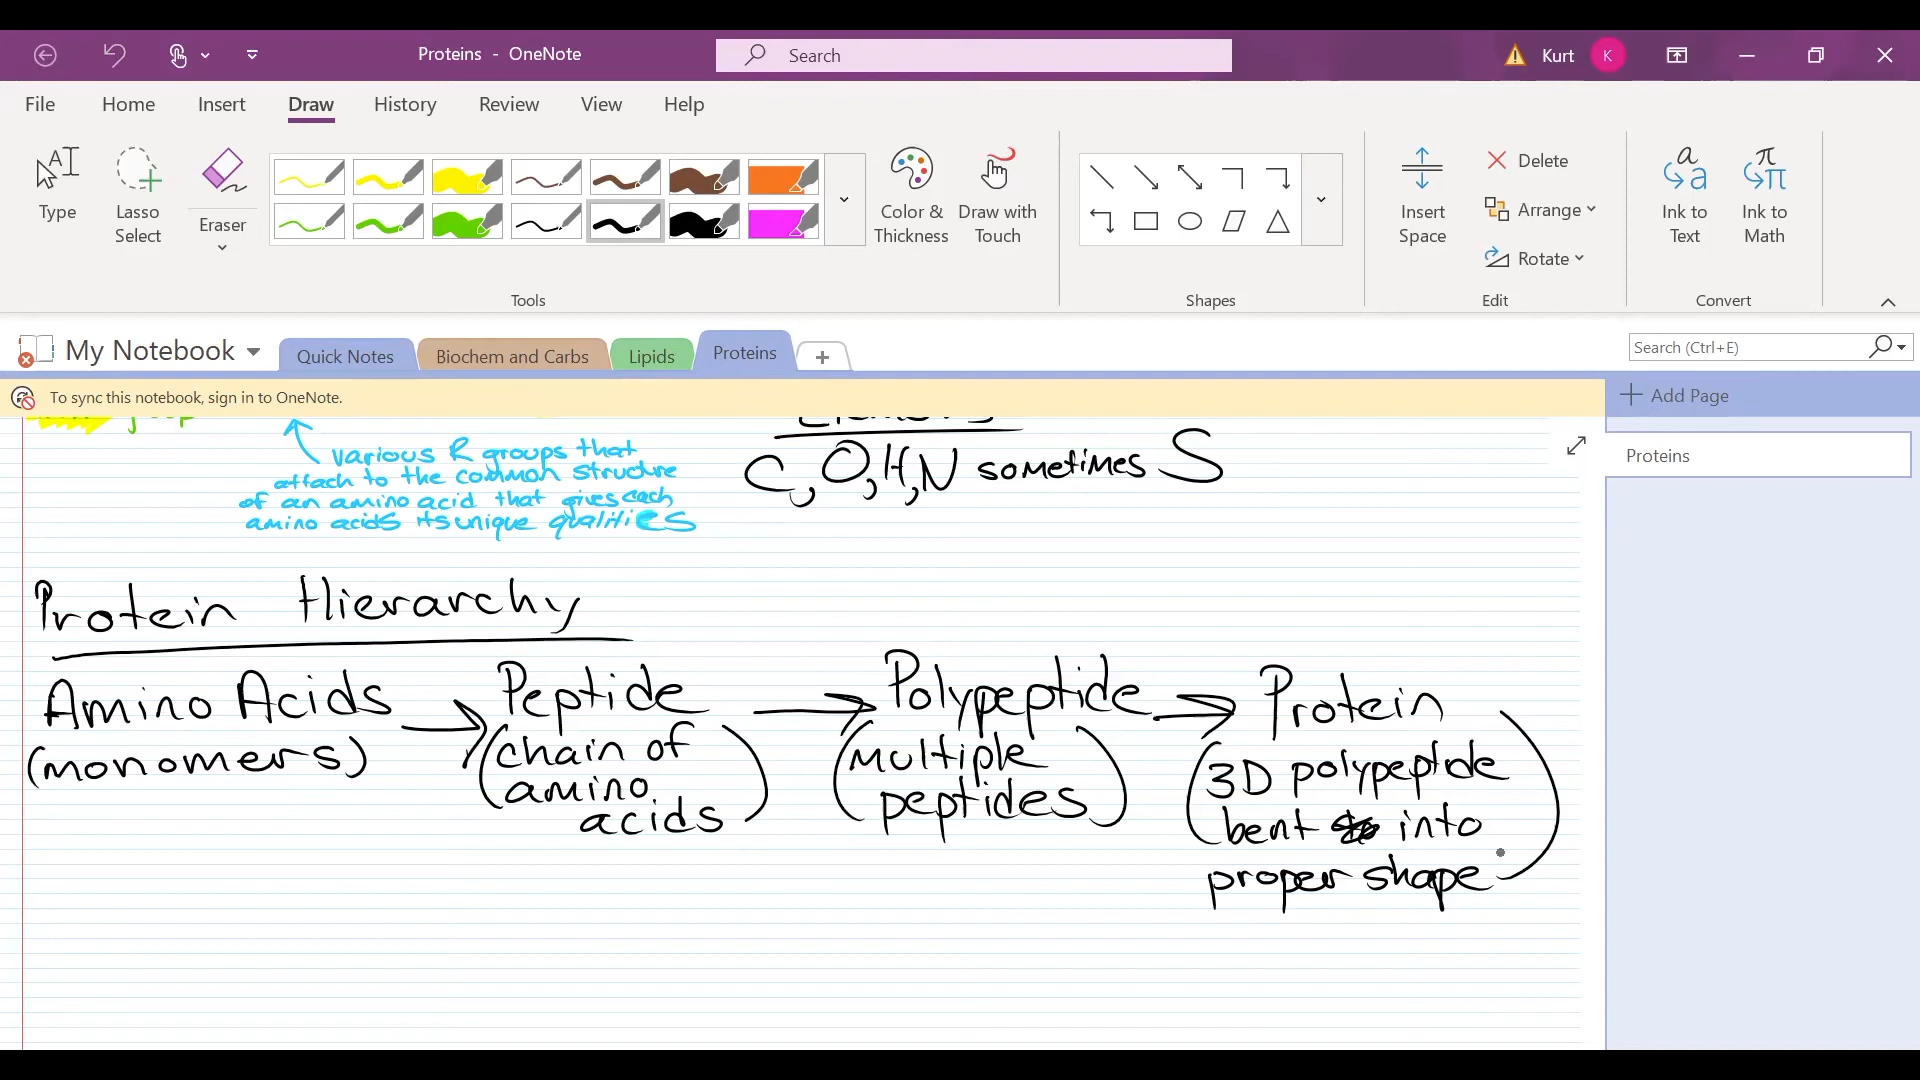 Proteins - OneNote
Search
Kurt
K
File Home Insert Draw History Review View Help
Type
Lasso Select
Eraser
Color & Thickness
Draw with Touch
Insert Space
Delete
Arrange
Rotate
Ink to Text
Ink to Math
Tools Shapes Edit Convert
My Notebook Quick Notes Biochem and Carbs Lipids Proteins
Search (Ctrl+E)
To sync this notebook, sign in to OneNote.
Add Page
Proteins
various R groups that
attach to the common structure
of an amino acid that gives each
amino acids its unique qualities
C, O, H, N sometimes S
Protein Hierarchy
Amino Acids → Peptide → Polypeptide → Protein
(monomers)
(chain of
amino
acids)
(multiple
peptides)
(3D polypeptide
bent into
proper shape)